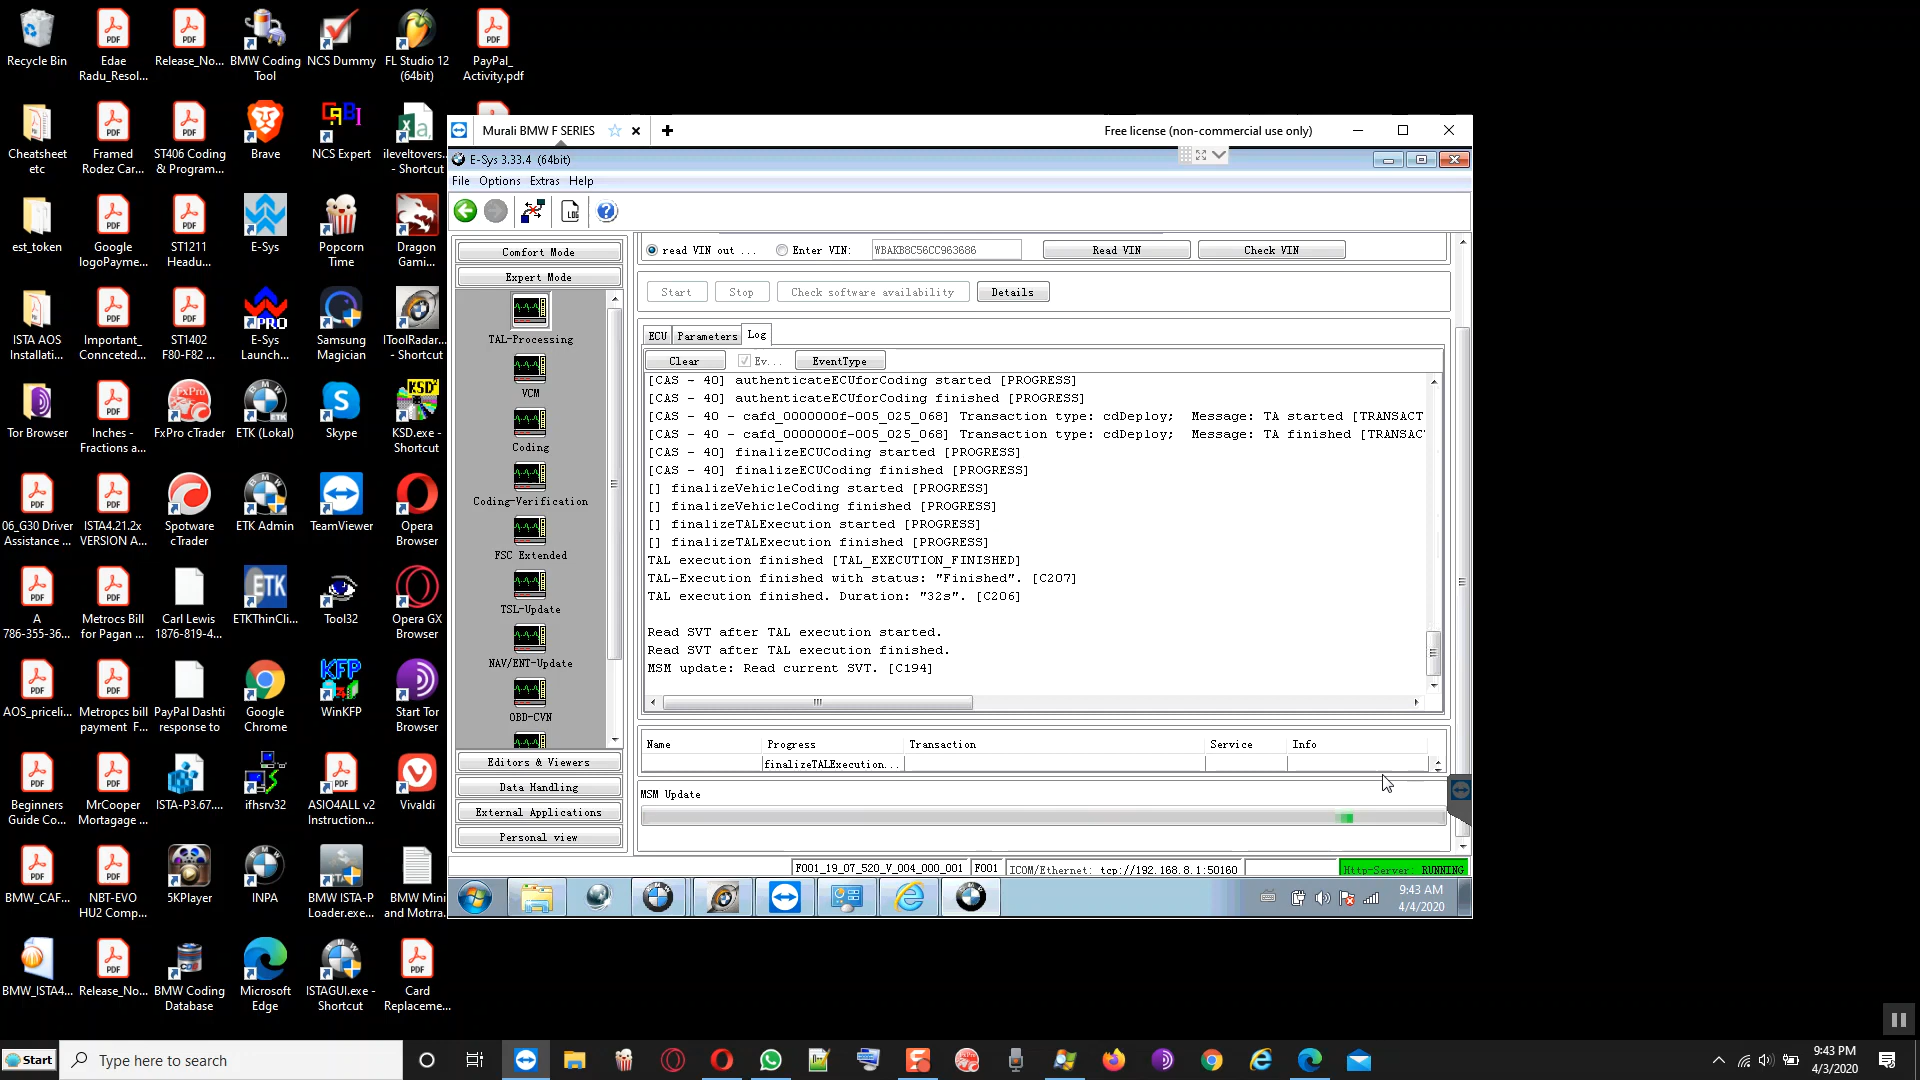 Recycle Bin
Edae
Radu_Resol...
Release_No...
BMW Coding
Tool
NCS Dummy
FL Studio 12
(64bit)
PayPal_
Activity.pdf
Cheatsheet
etc
Framed
Rodez Car...
ST406 Coding
& Program...
Brave
NCS Expert
ileveltovers...
- Shortcut
est_token
Google
logoPayme...
ST1211
Headu...
E-Sys
Popcorn
Time
Dragon
Gami...
ISTA AOS
Installati...
Important_
Connceted...
ST1402
F80-F82 ...
E-Sys
Launch...
Samsung
Magician
IToolRadar...
- Shortcut
Tor Browser
Inches -
Fractions a...
FxPro cTrader
ETK (Lokal)
Skype
KSD.exe -
Shortcut
06_G30 Driver
Assistance ...
ISTA4.21.2x
VERSION A...
Spotware
cTrader
ETK Admin
TeamViewer
Opera
Browser
A
786-355-36...
Metrocs Bill
for Pagan ...
Carl Lewis
1876-819-4...
ETKThinCli...
Tool32
Opera GX
Browser
AOS_priceli...
Metropcs bill
payment F...
PayPal Dashti
response to
Google
Chrome
WinKFP
Start Tor
Browser
Beginners
Guide Co...
MrCooper
Mortagage ...
ISTA-P3.67....
ifhsrv32
ASIO4ALL v2
Instruction...
Vivaldi
BMW_CAF...
NBT-EVO
HU2 Comp...
5KPlayer
INPA
BMW ISTA-P
Loader.exe...
BMW Mini
and Motrra...
BMW_ISTA4...
Release_No...
BMW Coding
Database
Microsoft
Edge
ISTAGUI.exe -
Shortcut
Card
Replaceme...
Murali BMW F SERIES
Free license (non-commercial use only)
E-Sys 3.33.4 (64bit)
File Options Extras Help
LOG
Comfort Mode
Expert Mode
TAL-Processing
VCM
Coding
Coding-Verification
FSC Extended
TSL-Update
NAV/ENT-Update
OBD-CVN
Editors & Viewers
Data Handling
External Applications
Personal view
read VIN out ...
Enter VIN:
WBAKB8C56CC963686
Read VIN
Check VIN
Start
Stop
Check software availability
Details
ECU
Parameters
Log
Clear
Ev...
EventType
[CAS - 40] authenticateECUforCoding started [PROGRESS]
[CAS - 40] authenticateECUforCoding finished [PROGRESS]
[CAS - 40 - cafd_0000000f-005_025_068] Transaction type: cdDeploy; Message: TA started [TRANSACT
[CAS - 40 - cafd_0000000f-005_025_068] Transaction type: cdDeploy; Message: TA finished [TRANSAC
[CAS - 40] finalizeECUCoding started [PROGRESS]
[CAS - 40] finalizeECUCoding finished [PROGRESS]
[] finalizeVehicleCoding started [PROGRESS]
[] finalizeVehicleCoding finished [PROGRESS]
[] finalizeTALExecution started [PROGRESS]
[] finalizeTALExecution finished [PROGRESS]
TAL execution finished [TAL_EXECUTION_FINISHED]
TAL-Execution finished with status: "Finished". [C207]
TAL execution finished. Duration: "32s". [C206]
Read SVT after TAL execution started.
Read SVT after TAL execution finished.
MSM update: Read current SVT. [C194]
Name
Progress
Transaction
Service
Info
finalizeTALExecution...
MSM Update
F001_19_07_520_V_004_000_001
F001
ICOM/Ethernet: tcp://192.168.8.1:50160
Http-Server: RUNNING
9:43 AM
4/4/2020
Start
Type here to search
9:43 PM
4/3/2020